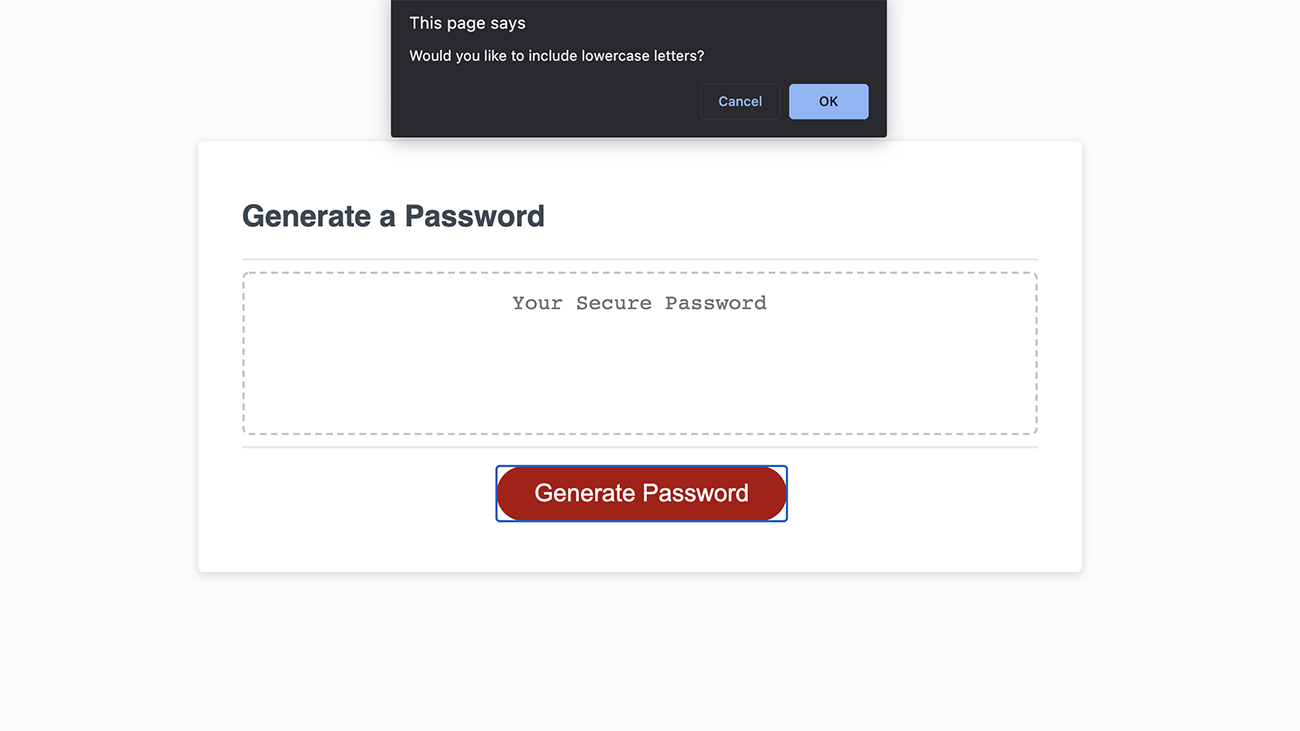 This page says
Would you like to include lowercase letters?
Cancel OK
Generate a Password
Your Secure Password
Generate Password